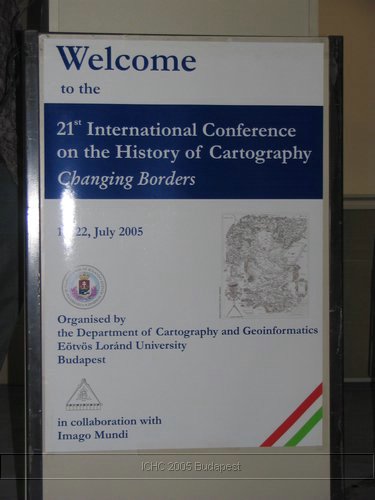 Welcome
to the
21st International Conference
on the History of Cartography
Changing Borders
22, July 2005
Organised by
the Department of Cartography and Geoinformatics
Eötvös Loránd University
Budapest
in collaboration with
Imago Mundi
ICHC 2005 Budapest